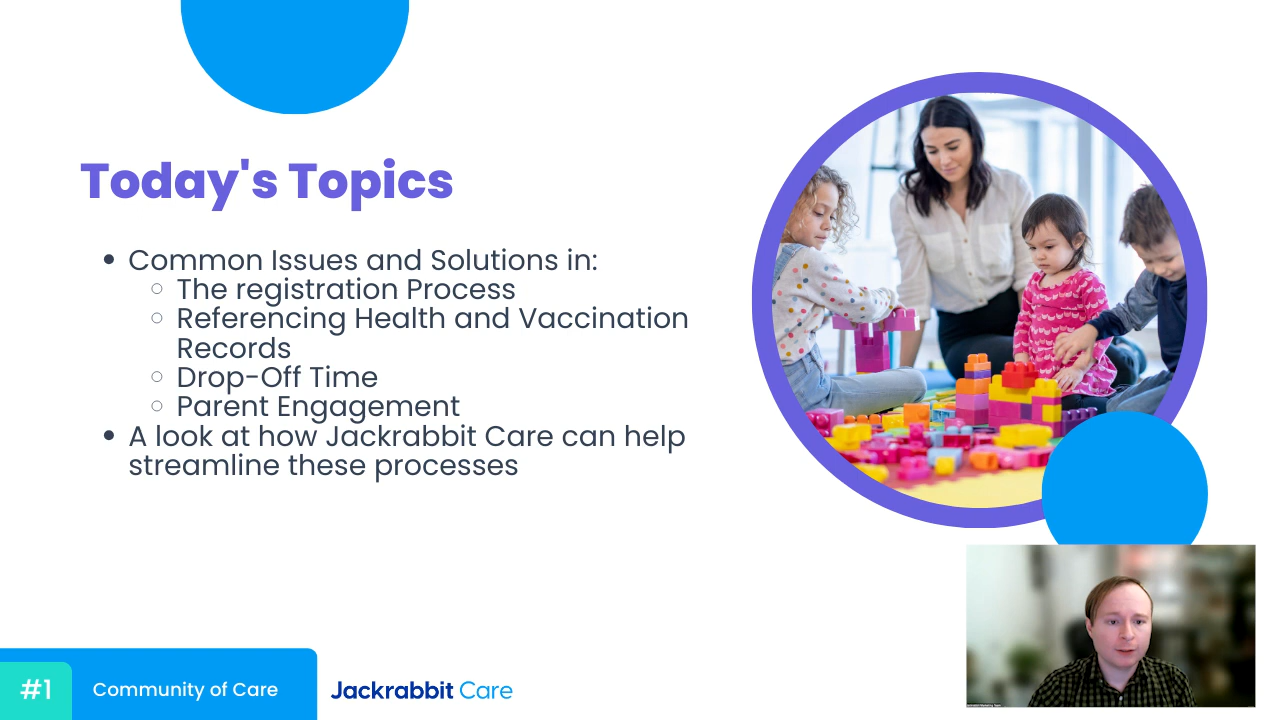 Today's Topics
Common Issues and Solutions in:
The registration Process
Referencing Health and Vaccination
Records
Drop-Off Time
Parent Engagement
A look at how Jackrabbit Care can help
streamline these processes
#1
Community of Care
Jackrabbit Care